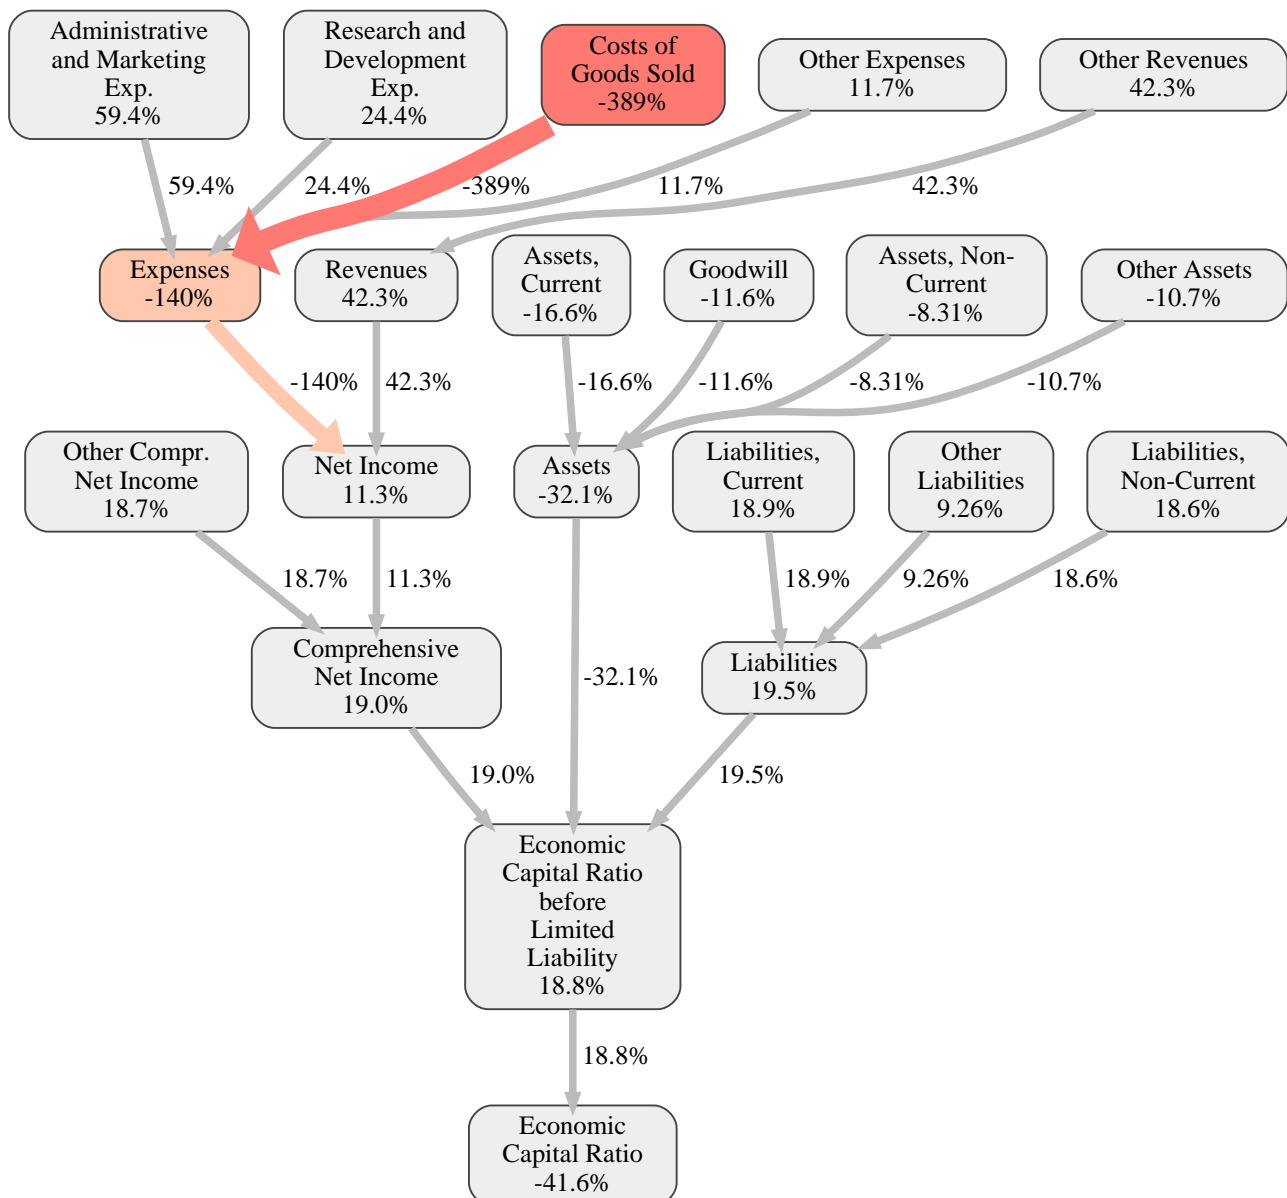 Administrative
and Marketing
Exp.
59.4%
Research and
Development
Exp.
24.4%
Costs of
Goods Sold
-389%
Other Expenses
11.7%
Other Revenues
42.3%
59.4%
24.4%
-389%
11.7%
42.3%
Expenses
-140%
Revenues
42.3%
Assets,
Current
-16.6%
Goodwill
-11.6%
Assets, Non-
Current
-8.31%
Other Assets
-10.7%
-140%
42.3%
-16.6%
-11.6%
-8.31%
-10.7%
Other Compr.
Net Income
18.7%
Net Income
11.3%
Assets
-32.1%
Liabilities,
Current
18.9%
Other
Liabilities
9.26%
Liabilities,
Non-Current
18.6%
18.7%
11.3%
18.9%
9.26%
18.6%
Comprehensive
Net Income
19.0%
-32.1%
Liabilities
19.5%
19.0%
19.5%
Economic
Capital Ratio
before
Limited
Liability
18.8%
18.8%
Economic
Capital Ratio
-41.6%